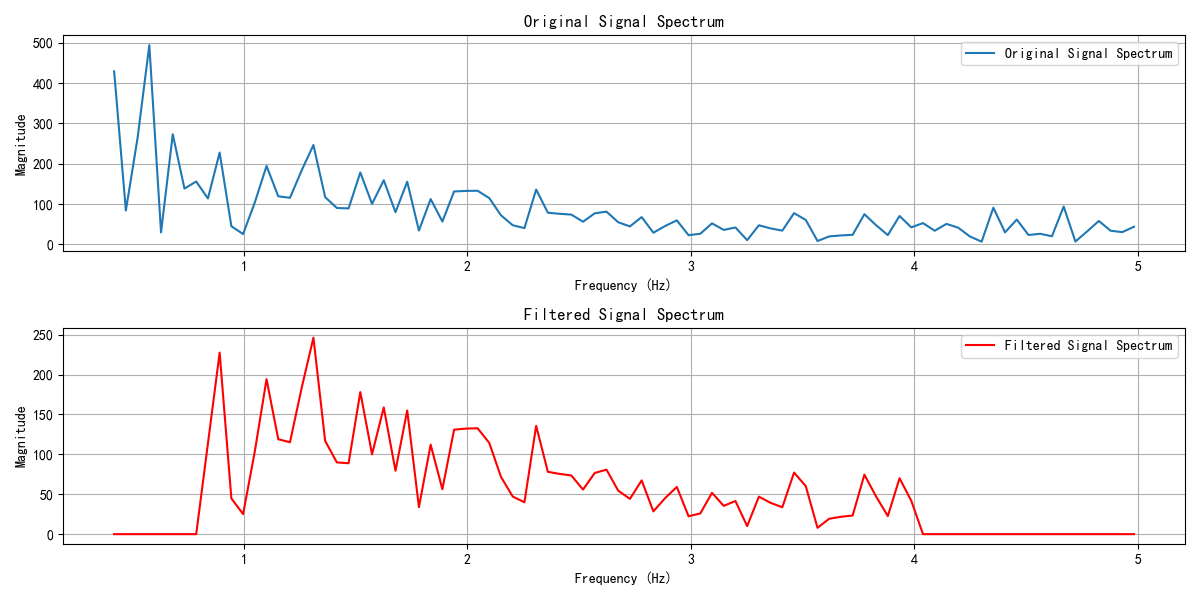 Original Signal Spectrum
Original Signal Spectrum
Magnitude
500
400
300
200
100
0
1 2 3 4 5
Frequency (Hz)
Filtered Signal Spectrum
Filtered Signal Spectrum
Magnitude
250
200
150
100
50
0
1 2 3 4 5
Frequency (Hz)